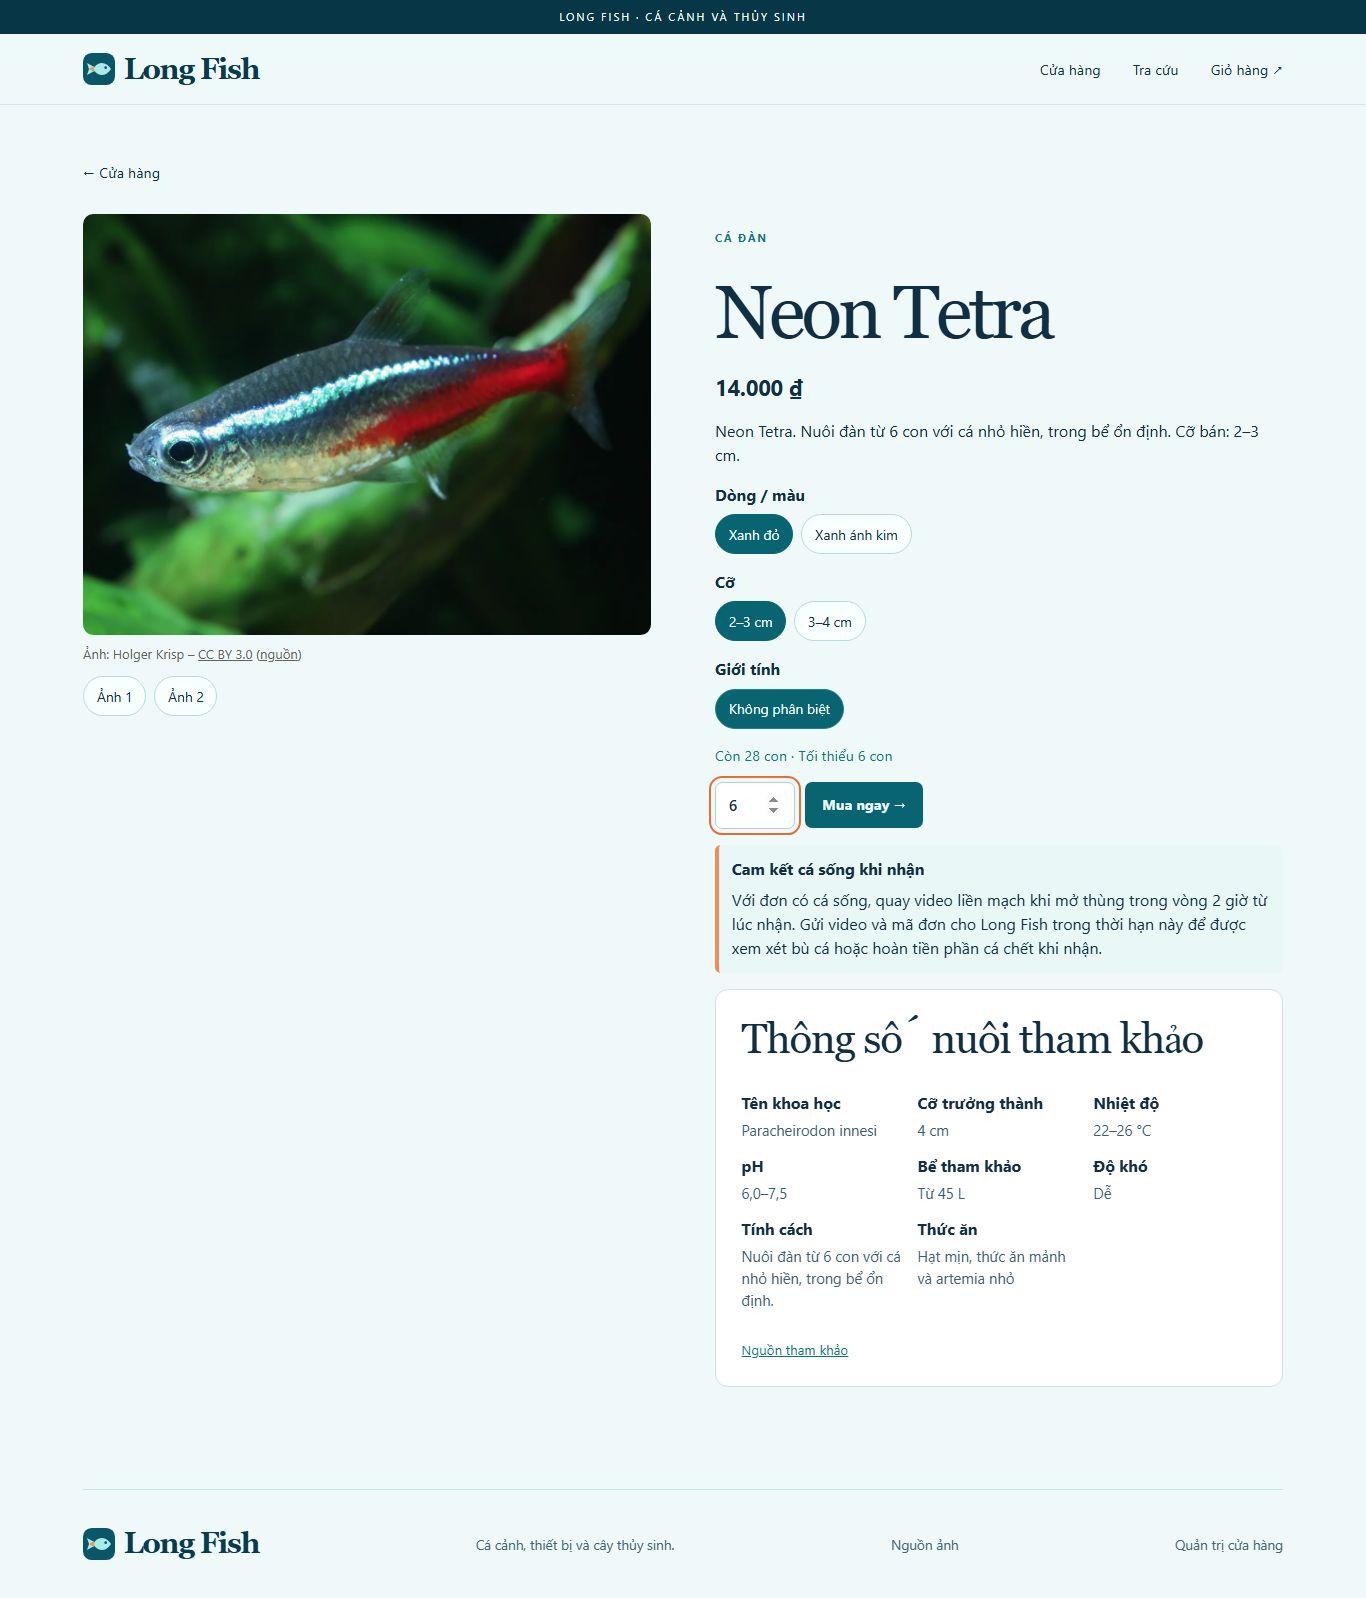 LONG FISH · CÁ CẢNH VÀ THỦY SINH
Long Fish
Cửa hàng
Tra cứu
Giỏ hàng ↗
← Cửa hàng
Ảnh: Holger Krisp – CC BY 3.0 (nguồn)
Ảnh 1
Ảnh 2
CÁ ĐÀN
Neon Tetra
14.000 ₫
Neon Tetra. Nuôi đàn từ 6 con với cá nhỏ hiền, trong bể ổn định. Cỡ bán: 2–3
cm.
Dòng / màu
Xanh đỏ
Xanh ánh kim
Cỡ
2–3 cm
3–4 cm
Giới tính
Không phân biệt
Còn 28 con · Tối thiểu 6 con
6
Mua ngay →
Cam kết cá sống khi nhận
Với đơn có cá sống, quay video liền mạch khi mở thùng trong vòng 2 giờ từ
lúc nhận. Gửi video và mã đơn cho Long Fish trong thời hạn này để được
xem xét bù cá hoặc hoàn tiền phần cá chết khi nhận.
Thông số nuôi tham khảo
Tên khoa học
Paracheirodon innesi
Cỡ trưởng thành
4 cm
Nhiệt độ
22–26 °C
pH
6,0–7,5
Bể tham khảo
Từ 45 L
Độ khó
Dễ
Tính cách
Nuôi đàn từ 6 con với cá
nhỏ hiền, trong bể ổn
định.
Thức ăn
Hạt mịn, thức ăn mảnh
và artemia nhỏ
Nguồn tham khảo
Long Fish
Cá cảnh, thiết bị và cây thủy sinh.
Nguồn ảnh
Quản trị cửa hàng